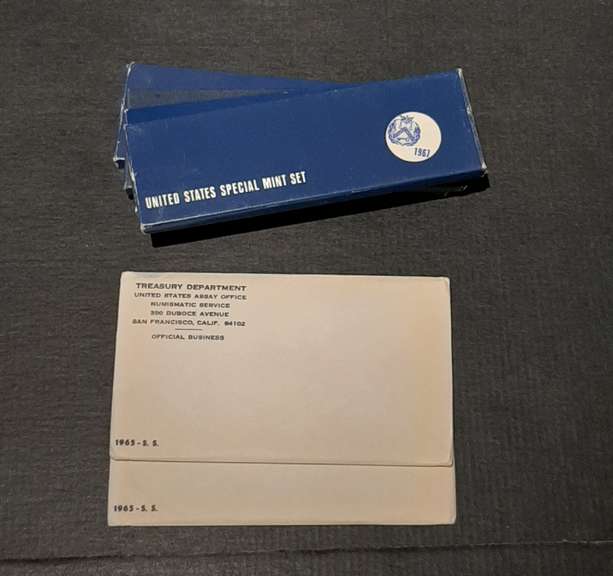 1967
UNITED STATES SPECIAL MINT SET
TREASURY DEPARTMENT
UNITED STATES ASSAY OFFICE
NUMISMATIC SERVICE
350 DUBOCE AVENUE
SAN FRANCISCO, CALIF. 94102
OFFICIAL BUSINESS
1965 - S. S.
1965 - S. S.